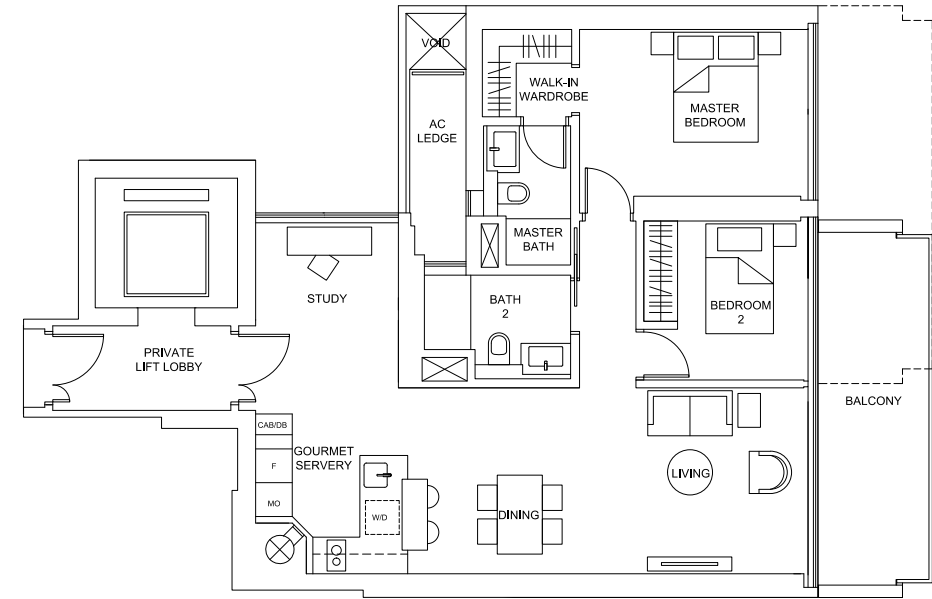 VOID
WALK-IN
WARDROBE
MASTER
BEDROOM
AC
LEDGE
MASTER
BATH
STUDY
BATH
2
BEDROOM
2
PRIVATE
LIFT LOBBY
BALCONY
CAB/DB
GOURMET
SERVERY
F
LIVING
MO
W/D
DINING